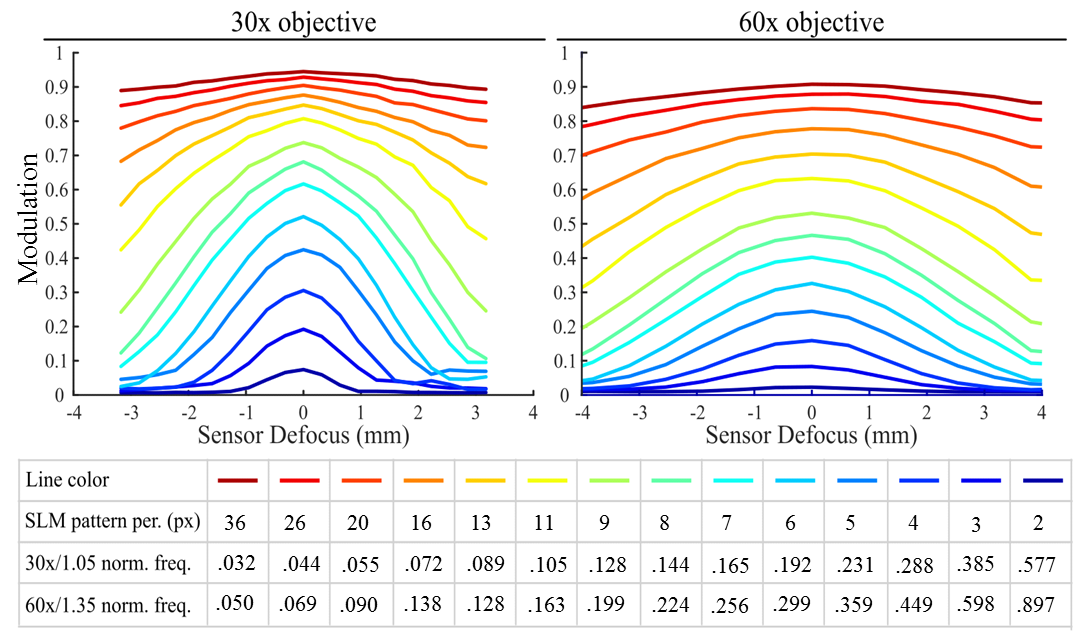 30x objective 60x objective
1 1
0.9 0.9
0.8 0.8
0.7 0.7
0.6 0.6
0.5 0.5
0.4 0.4
0.3 0.3
0.2 0.2
0.1 0.1
0 0
Modulation
-4 -3 -2 -1 0 1 2 3 4 -4 -3 -2 -1 0 1 2 3 4
Sensor Defocus (mm) Sensor Defocus (mm)
Line color
SLM pattern per. (px) 36 26 20 16 13 11 9 8 7 6 5 4 3 2
30x/1.05 norm. freq. .032 .044 .055 .072 .089 .105 .128 .144 .165 .192 .231 .288 .385 .577
60x/1.35 norm. freq. .050 .069 .090 .138 .128 .163 .199 .224 .256 .299 .359 .449 .598 .897